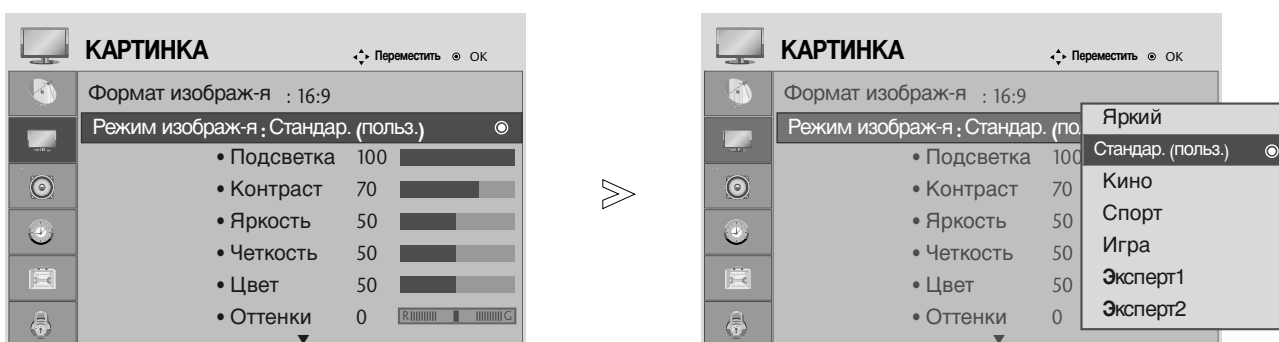 КАРТИНКА
Переместить OK
Формат изображ-я : 16:9
Режим изображ-я : Стандар. (польз.)
• Подсветка 100
• Контраст 70
• Яркость 50
• Четкость 50
• Цвет 50
• Оттенки 0 R G
КАРТИНКА
Переместить OK
Формат изображ-я : 16:9
Режим изображ-я : Стандар. (по
• Подсветка 100
• Контраст 70
• Яркость 50
• Четкость 50
• Цвет 50
• Оттенки 0
Яркий
Стандар. (польз.)
Кино
Спорт
Игра
Эксперт1
Эксперт2